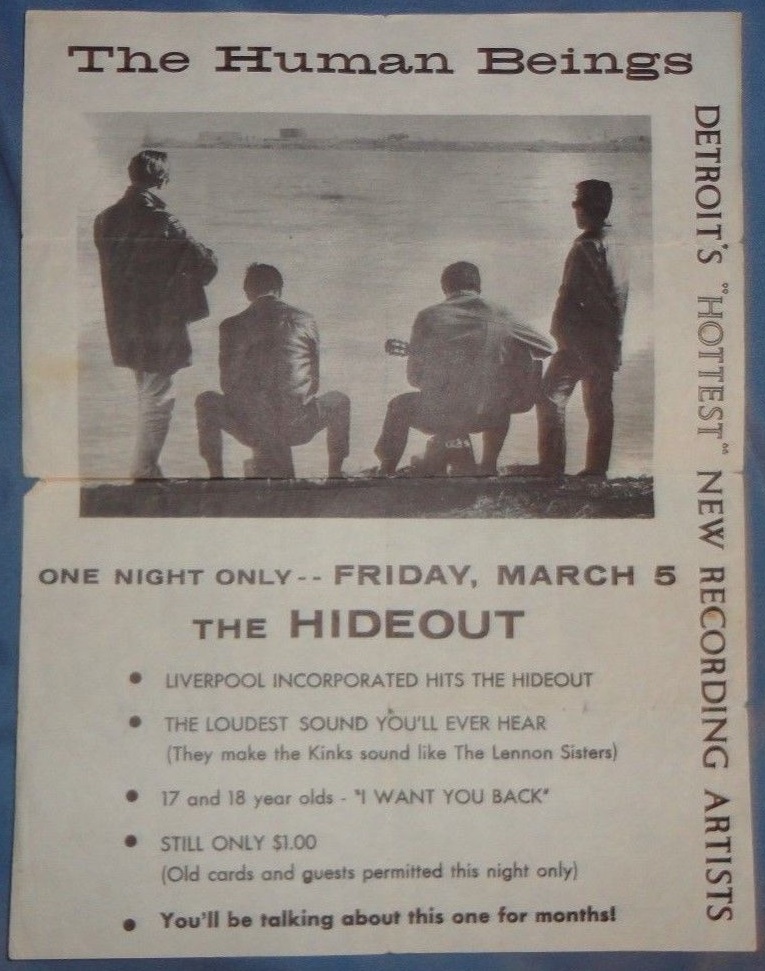 The Human Beings
DETROIT'S "HOTTEST" NEW RECORDING ARTISTS
ONE NIGHT ONLY-- FRIDAY, MARCH 5
THE HIDEOUT
• LIVERPOOL INCORPORATED HITS THE HIDEOUT
• THE LOUDEST SOUND YOU'LL EVER HEAR
(They make the Kinks sound like The Lennon Sisters)
• 17 and 18 year olds - "I WANT YOU BACK"
• STILL ONLY $1.00
(Old cards and guests permitted this night only)
• You'll be talking about this one for months!